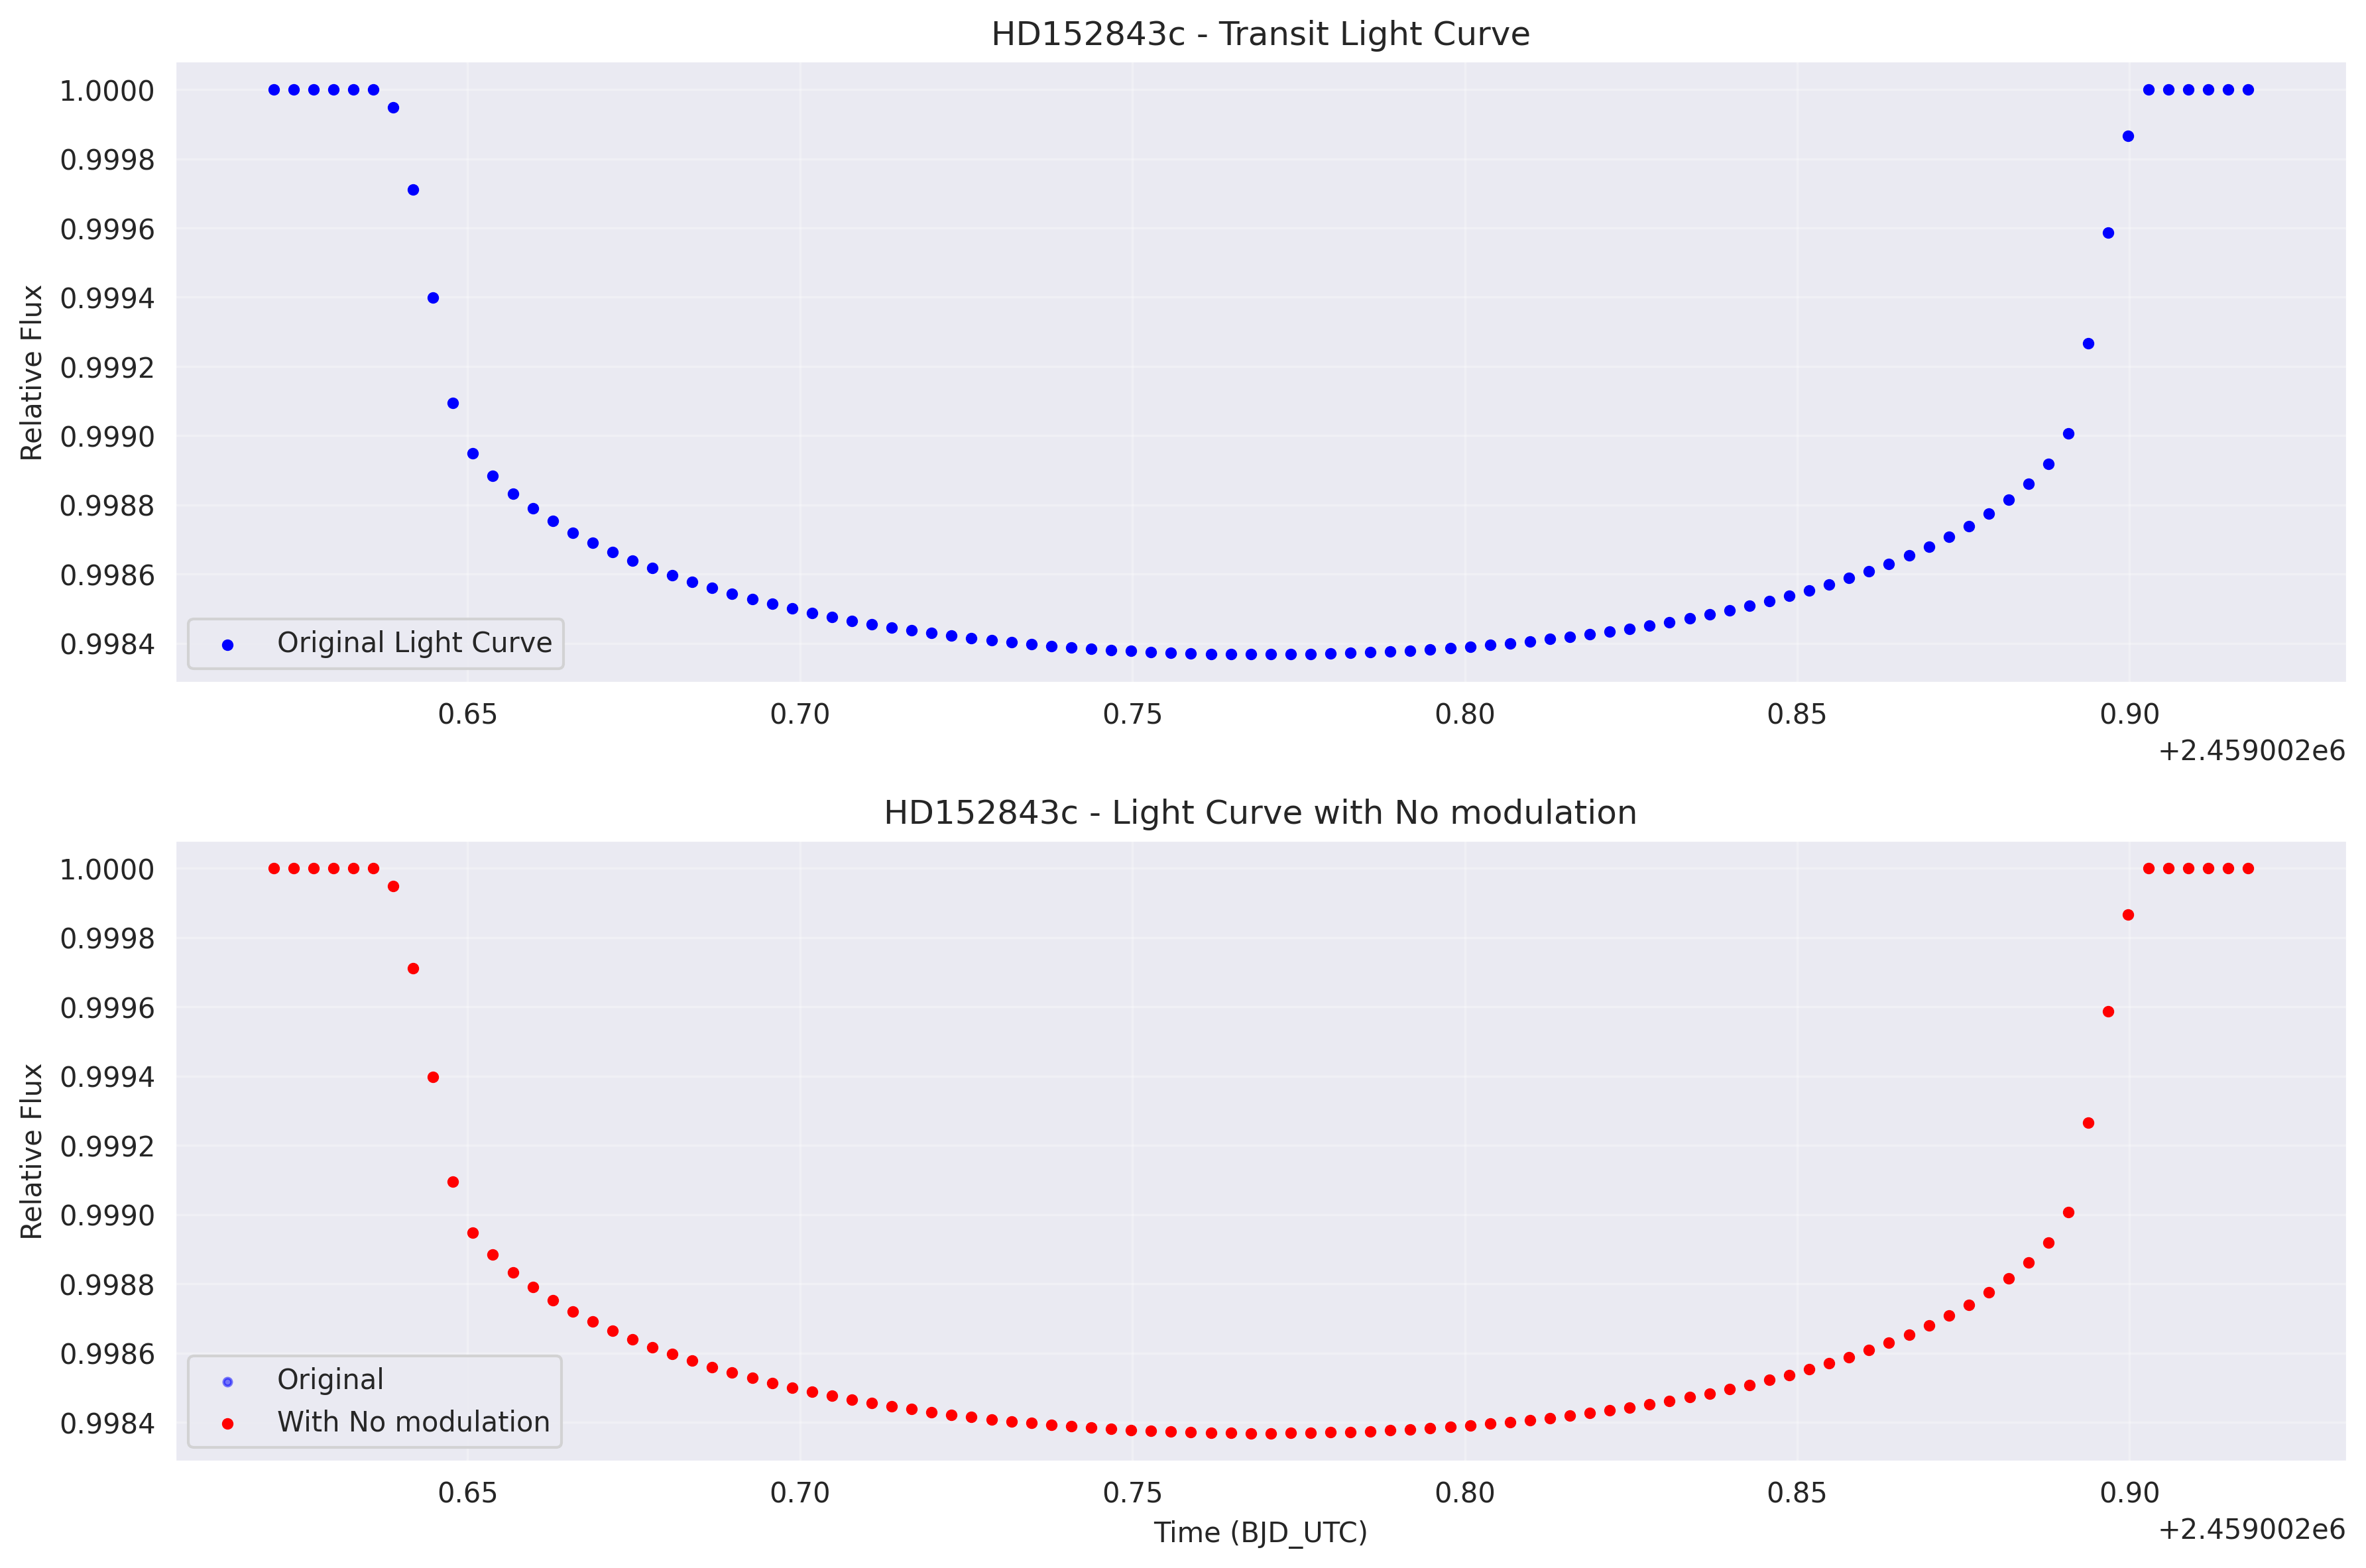 HD152843c - Transit Light Curve
Relative Flux
1.0000
0.9998
0.9996
0.9994
0.9992
0.9990
0.9988
0.9986
0.9984
Original Light Curve
0.65 0.70 0.75 0.80 0.85 0.90
+2.459002e6
HD152843c - Light Curve with No modulation
Relative Flux
1.0000
0.9998
0.9996
0.9994
0.9992
0.9990
0.9988
0.9986
0.9984
Original
With No modulation
0.65 0.70 0.75 0.80 0.85 0.90
Time (BJD_UTC)
+2.459002e6